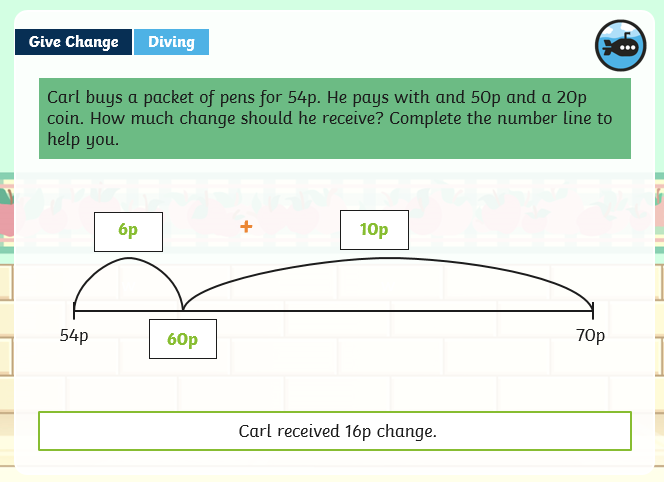 Give Change Diving
Carl buys a packet of pens for 54p. He pays with and 50p and a 20p
coin. How much change should he receive? Complete the number line to
help you.
6p + 10p
54p 60p 70p
Carl received 16p change.